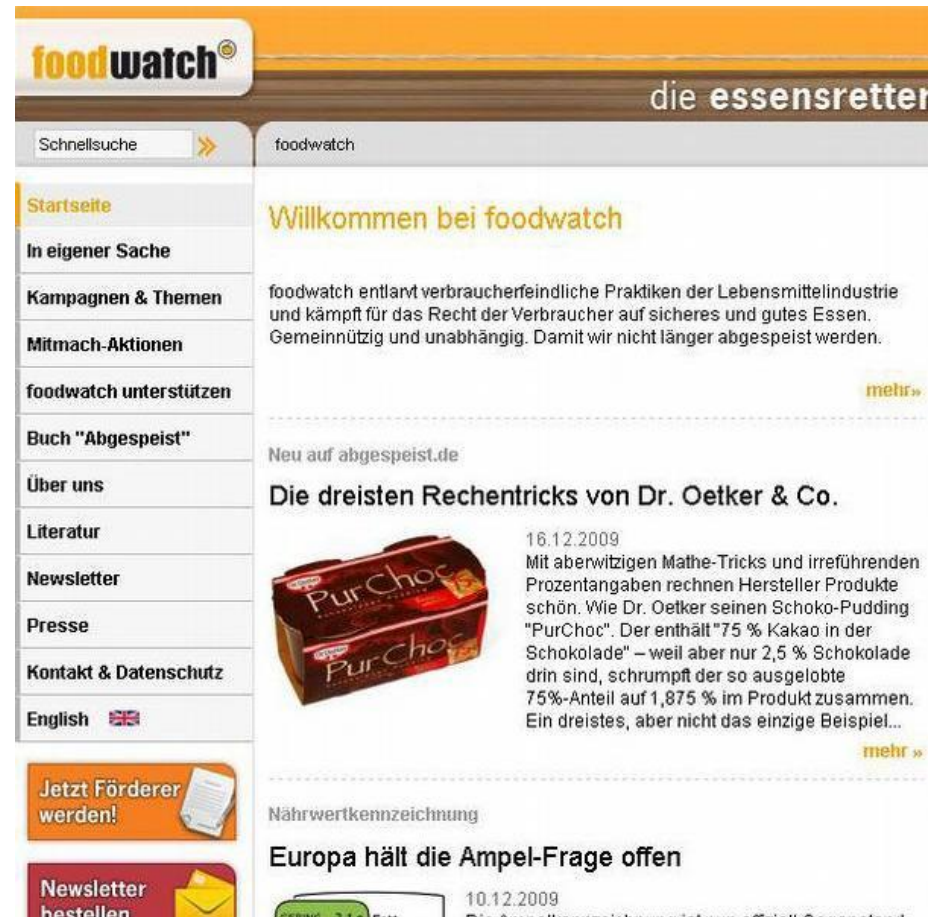 foodwatch®
die essensretter
Schnellsuche
foodwatch
Startseite
In eigener Sache
Kampagnen & Themen
Mitmach-Aktionen
foodwatch unterstützen
Buch "Abgespeist"
Über uns
Literatur
Newsletter
Presse
Kontakt & Datenschutz
English
Jetzt Förderer
werden!
Newsletter
bestellen
Willkommen bei foodwatch
foodwatch entlarvt verbraucherfeindliche Praktiken der Lebensmittelindustrie
und kämpft für das Recht der Verbraucher auf sicheres und gutes Essen.
Gemeinnützig und unabhängig. Damit wir nicht länger abgespeist werden.
mehr»
Neu auf abgespeist.de
Die dreisten Rechentricks von Dr. Oetker & Co.
PurChoc
PurChoc
16.12.2009
Mit aberwitzigen Mathe-Tricks und irreführenden
Prozentangaben rechnen Hersteller Produkte
schön. Wie Dr. Oetker seinen Schoko-Pudding
"PurChoc". Der enthält "75 % Kakao in der
Schokolade" – weil aber nur 2,5 % Schokolade
drin sind, schrumpft der so ausgelobte
75%-Anteil auf 1,875 % im Produkt zusammen.
Ein dreistes, aber nicht das einzige Beispiel...
mehr »
Nährwertkennzeichnung
Europa hält die Ampel-Frage offen
10.12.2009